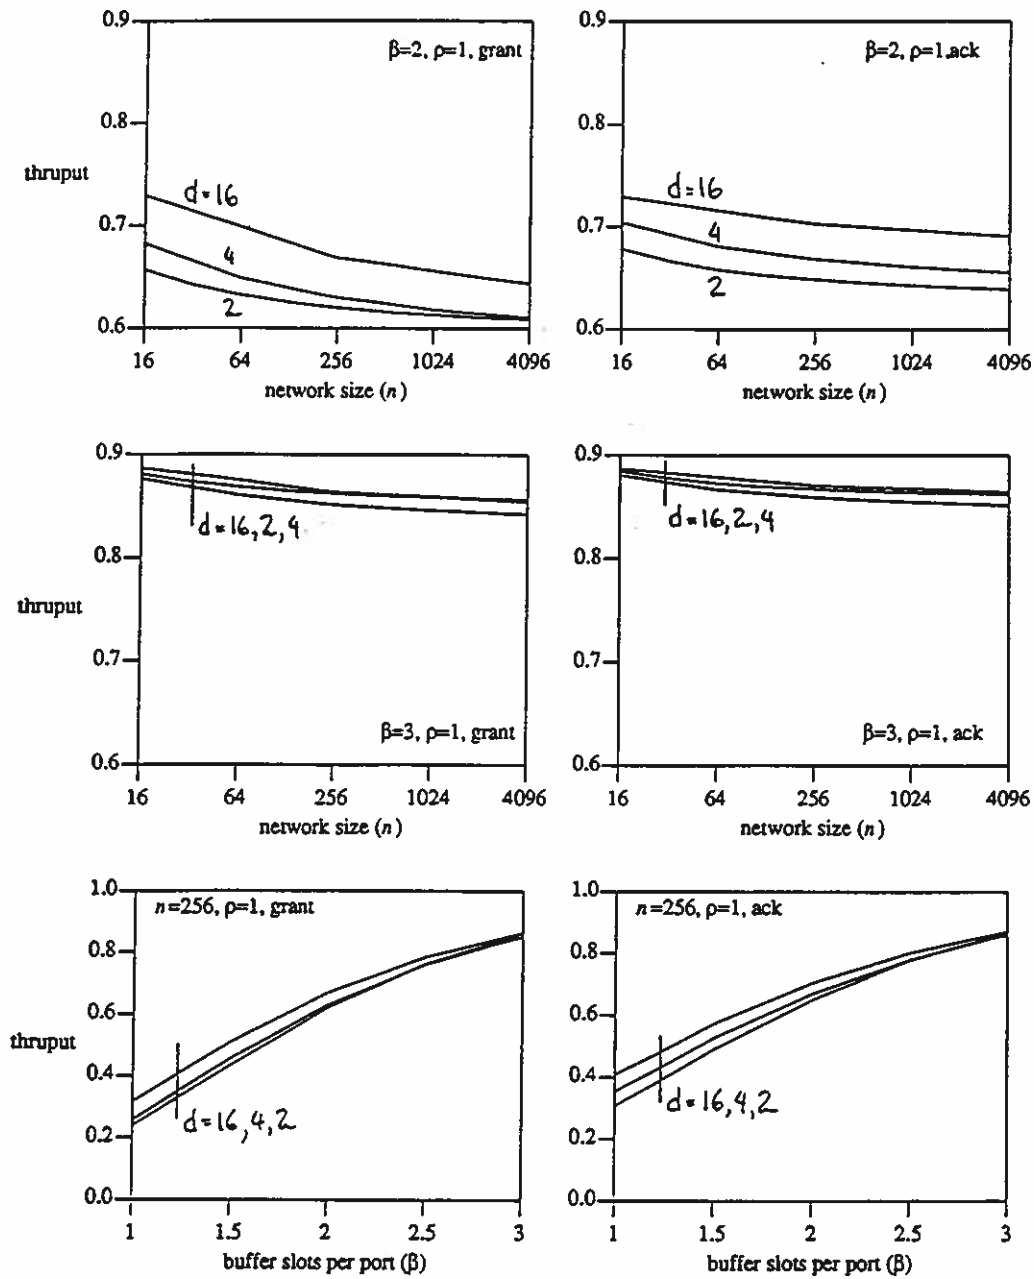 0.9
β=2, ρ=1, grant
0.8
thruput
d=16
0.7
4
2
0.6
16 64 256 1024 4096
network size (n)
0.9
β=2, ρ=1,ack
0.8
d=16
0.7
4
2
0.6
16 64 256 1024 4096
network size (n)
0.9
d=16,2,4
0.8
thruput
0.7
β=3, ρ=1, grant
0.6
16 64 256 1024 4096
network size (n)
0.9
d=16,2,4
0.8
0.7
β=3, ρ=1, ack
0.6
16 64 256 1024 4096
network size (n)
1.0
n=256, ρ=1, grant
0.8
0.6
thruput
0.4
d=16,4,2
0.2
0.0
1 1.5 2 2.5 3
buffer slots per port (β)
1.0
n=256, ρ=1, ack
0.8
0.6
0.4
d=16,4,2
0.2
0.0
1 1.5 2 2.5 3
buffer slots per port (β)